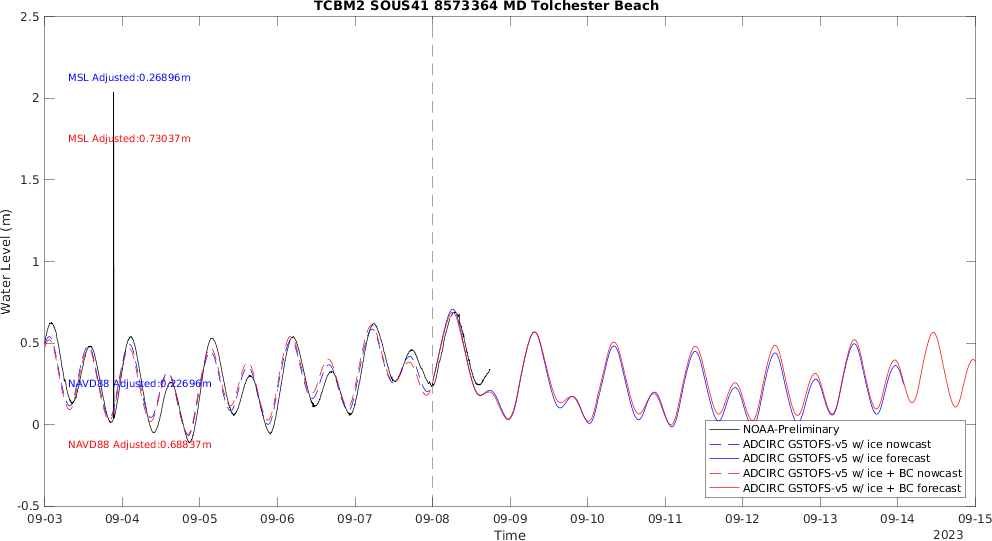 TCBM2 SOUS41 8573364 MD Tolchester Beach
2.5
2
1.5
1
0.5
0
-0.5
Water Level (m)
MSL Adjusted:0.26896m
MSL Adjusted:0.73037m
NAVD88 Adjusted:0.22696m
NAVD88 Adjusted:0.68837m
NOAA-Preliminary
ADCIRC GSTOFS-v5 w/ ice nowcast
ADCIRC GSTOFS-v5 w/ ice forecast
ADCIRC GSTOFS-v5 w/ ice + BC nowcast
ADCIRC GSTOFS-v5 w/ ice + BC forecast
09-03 09-04 09-05 09-06 09-07 09-08 09-09 09-10 09-11 09-12 09-13 09-14 09-15
Time
2023